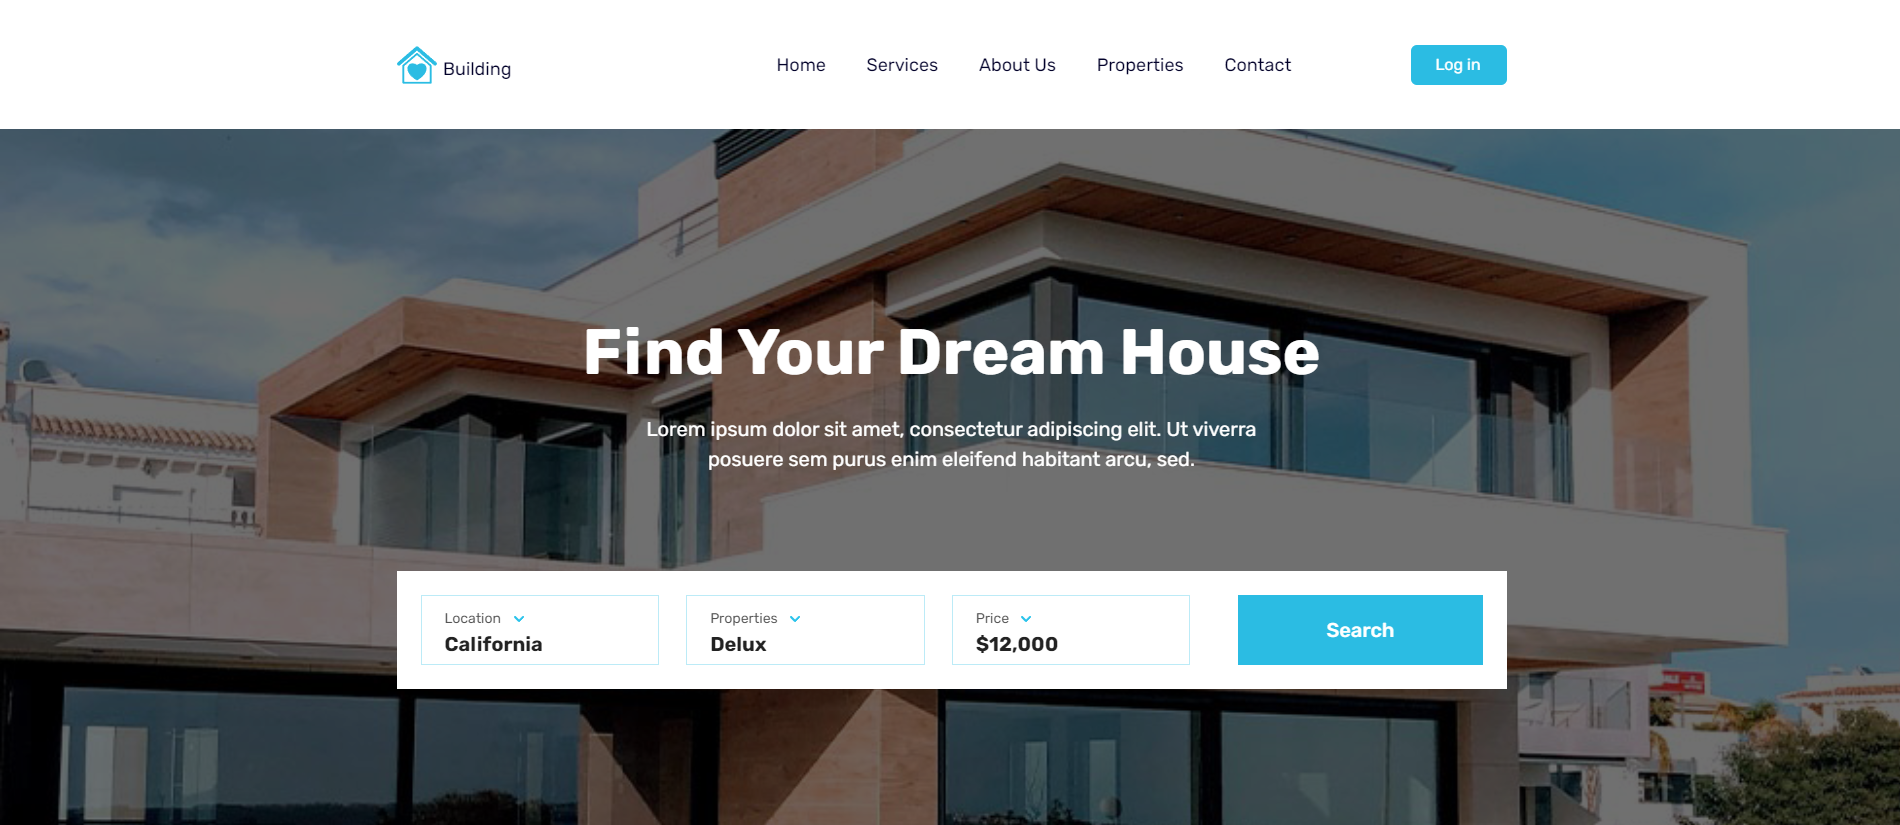 Building
Home
Services
About Us
Properties
Contact
Log in
Find Your Dream House
Lorem ipsum dolor sit amet, consectetur adipiscing elit. Ut viverra
posuere sem purus enim eleifend habitant arcu, sed.
Location
California
Properties
Delux
Price
$12,000
Search